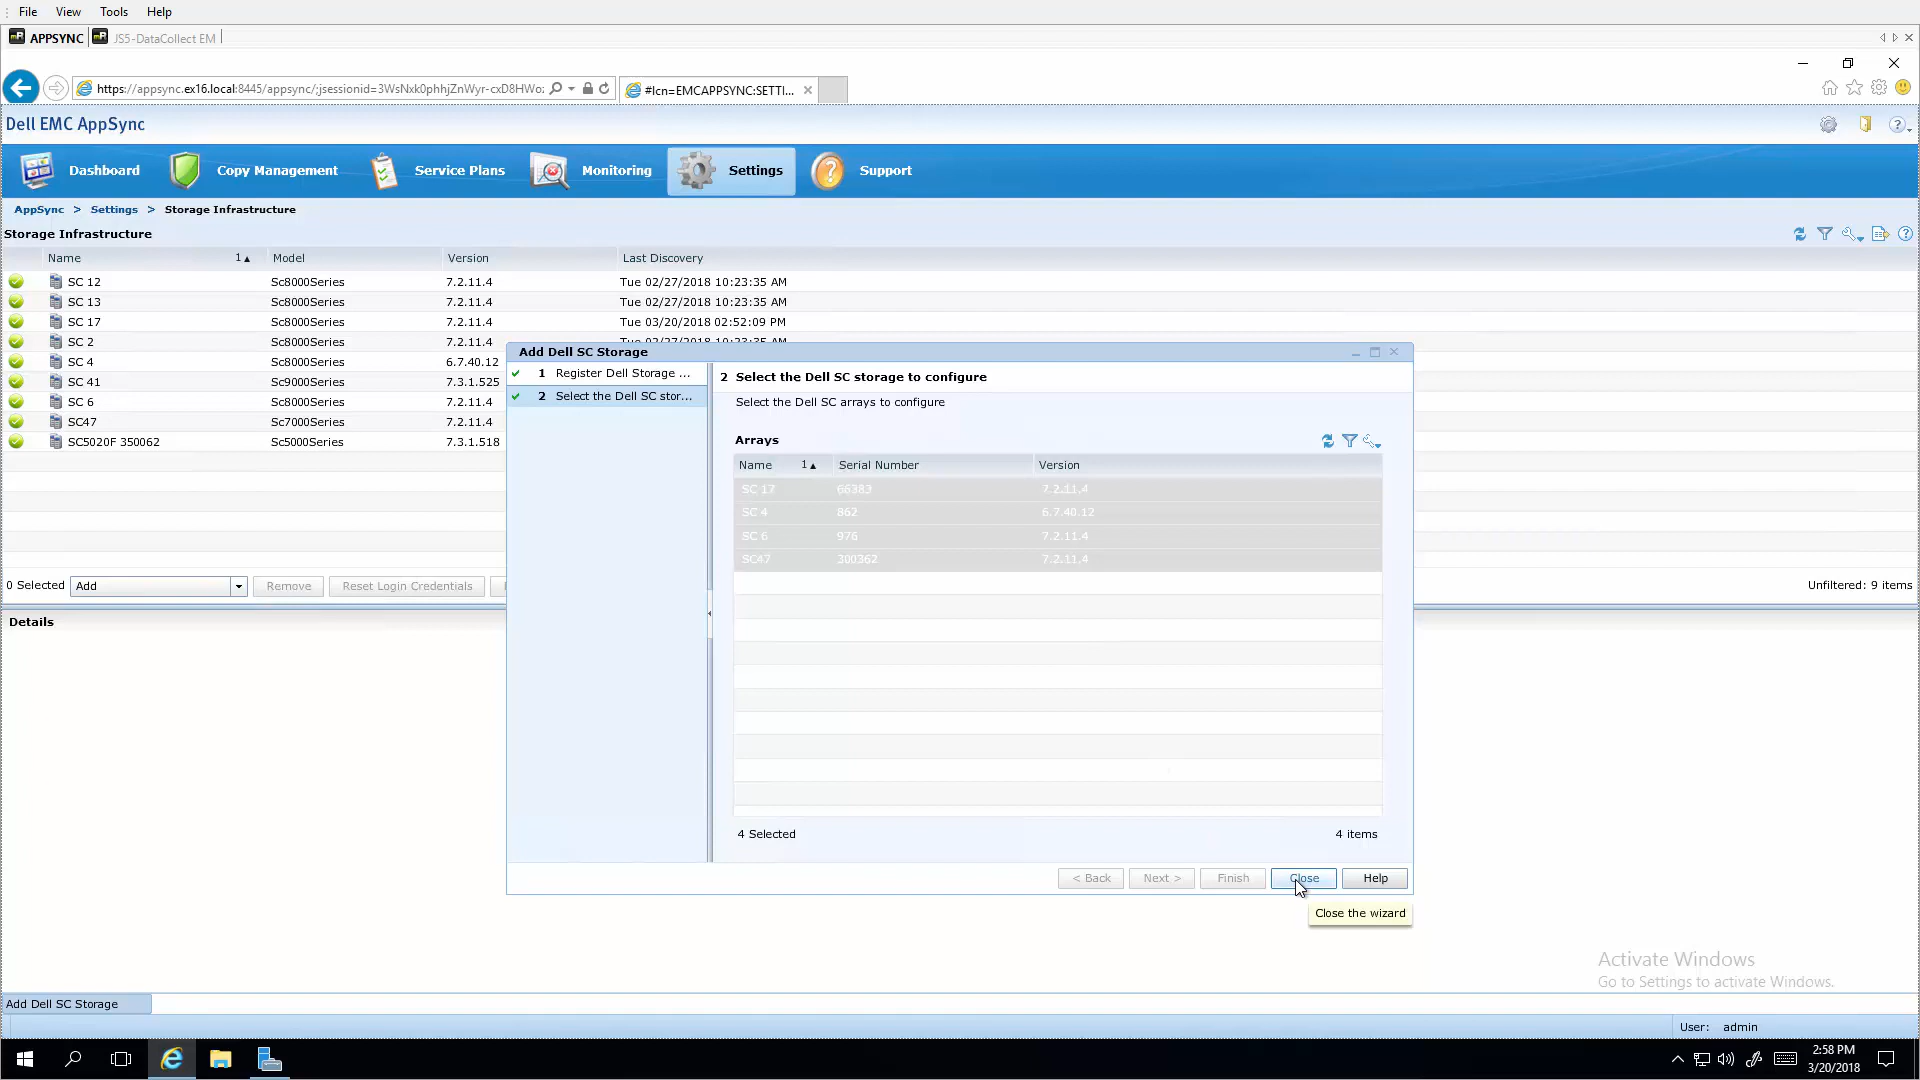 File View Tools Help
APPSYNC JS5-DataCollect EM
https://appsync.ex16.local:8445/appsync/;jsessionid=3WsNxk0phhjZnWyr-cxD8HWo: #lcn=EMCAPPSYNC:SETTI...
Dell EMC AppSync
Dashboard Copy Management Service Plans Monitoring Settings Support
AppSync > Settings > Storage Infrastructure
Storage Infrastructure
Name 1 Model Version Last Discovery
SC 12 Sc8000Series 7.2.11.4 Tue 02/27/2018 10:23:35 AM
SC 13 Sc8000Series 7.2.11.4 Tue 02/27/2018 10:23:35 AM
SC 17 Sc8000Series 7.2.11.4 Tue 03/20/2018 02:52:09 PM
SC 2 Sc8000Series 7.2.11.4 Tue 02/27/2018 10:23:35 AM
SC 4 Sc8000Series 6.7.40.12
SC 41 Sc9000Series 7.3.1.525
SC 6 Sc8000Series 7.2.11.4
SC47 Sc7000Series 7.2.11.4
SC5020F 350062 Sc5000Series 7.3.1.518
0 Selected Add Remove Reset Login Credentials
Unfiltered: 9 items
Details
Add Dell SC Storage
1 Register Dell Storage ...
2 Select the Dell SC stor...
2 Select the Dell SC storage to configure
Select the Dell SC arrays to configure
Arrays
Name 1 Serial Number Version
SC 17 66383 7.2.11.4
SC 4 862 6.7.40.12
SC 6 976 7.2.11.4
SC47 300362 7.2.11.4
4 Selected 4 items
< Back Next > Finish Close Help
Close the wizard
Activate Windows
Go to Settings to activate Windows.
Add Dell SC Storage
User: admin
2:58 PM
3/20/2018